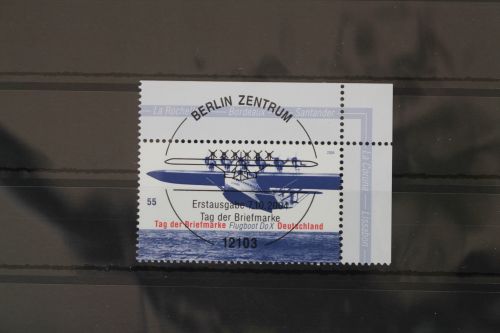 BERLIN ZENTRUM
La Rochelle Bordeaux Santander
La Coruna Lissabon
2004
55
Erstausgabe 7.10.2004
Tag der Briefmarke
Tag der Briefmarke Flugboot Do X Deutschland
12103